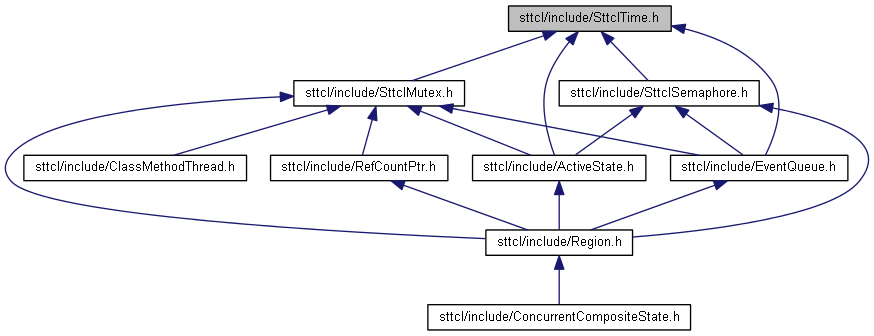 sttcl/include/SttclTime.h
sttcl/include/SttclMutex.h
sttcl/include/SttclSemaphore.h
sttcl/include/ClassMethodThread.h
sttcl/include/RefCountPtr.h
sttcl/include/ActiveState.h
sttcl/include/EventQueue.h
sttcl/include/Region.h
sttcl/include/ConcurrentCompositeState.h